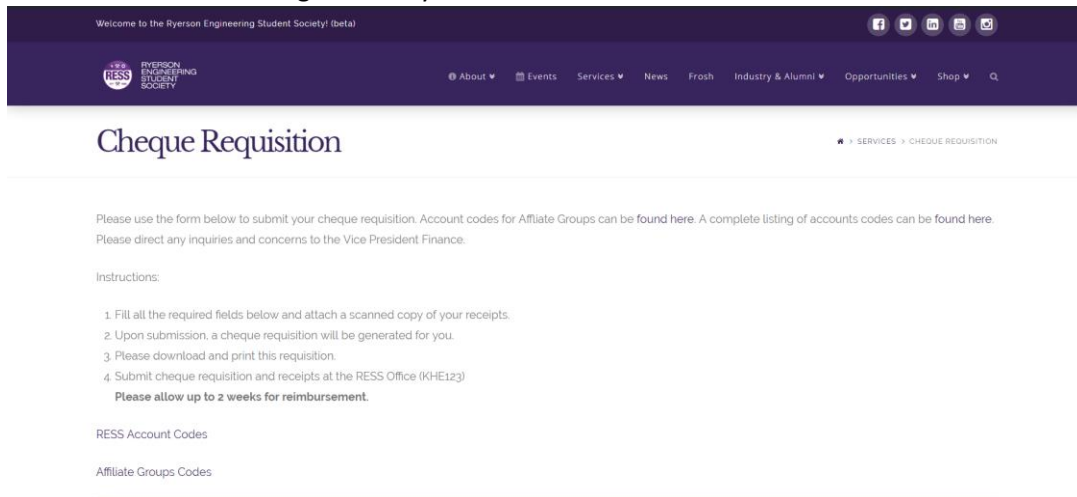 Welcome to the Ryerson Engineering Student Society! (beta)
RESS
RYERSON
ENGINEERING
STUDENT
SOCIETY
About Events Services News Frosh Industry & Alumni Opportunities Shop
Cheque Requisition
> SERVICES > CHEQUE REQUISITION
Please use the form below to submit your cheque requisition. Account codes for Affliate Groups can be found here. A complete listing of accounts codes can be found here.
Please direct any inquiries and concerns to the Vice President Finance.
Instructions:
1. Fill all the required fields below and attach a scanned copy of your receipts.
2. Upon submission, a cheque requisition will be generated for you.
3. Please download and print this requisition.
4. Submit cheque requisition and receipts at the RESS Office (KHE123)
Please allow up to 2 weeks for reimbursement.
RESS Account Codes
Affiliate Groups Codes